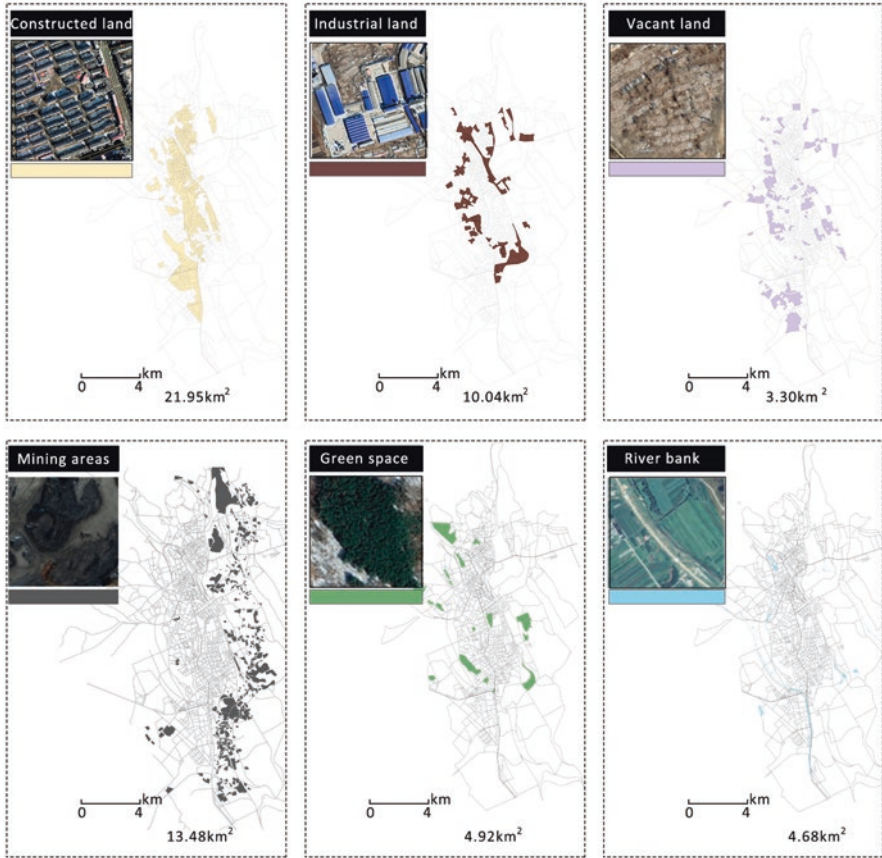 Constructed land
km
0 4
21.95km²
Industrial land
km
0 4
10.04km²
Vacant land
km
0 4
3.30km²
Mining areas
km
0 4
13.48km²
Green space
km
0 4
4.92km²
River bank
km
0 4
4.68km²